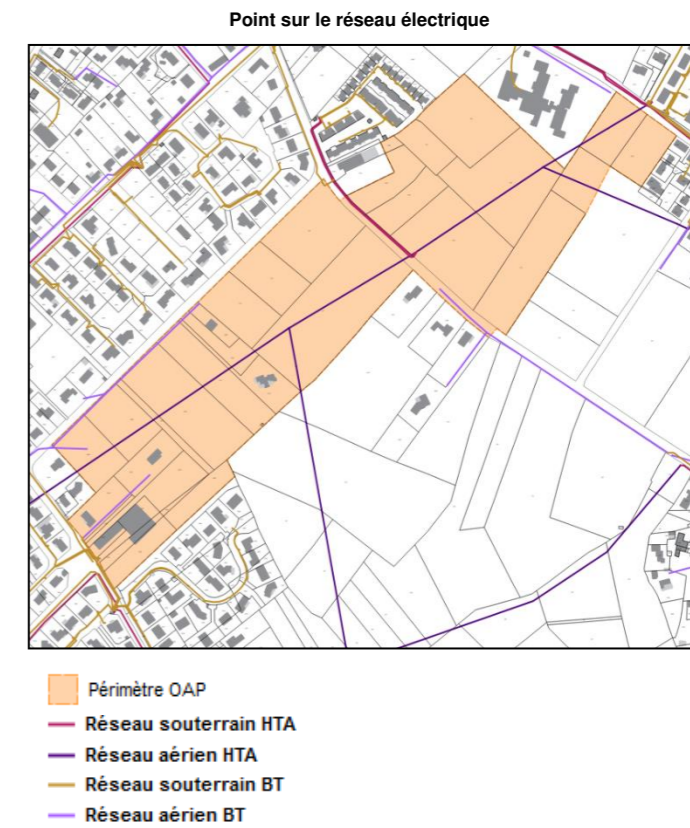 Point sur le réseau électrique
Périmètre OAP
Réseau souterrain HTA
Réseau aérien HTA
Réseau souterrain BT
Réseau aérien BT